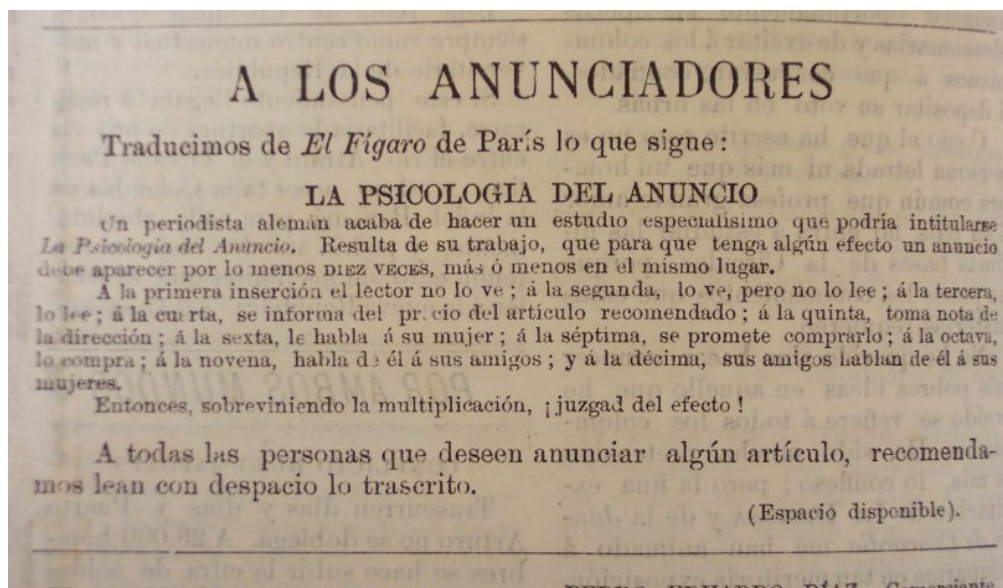 A LOS ANUNCIADORES
Traducimos de El Fígaro de París lo que sigue:
LA PSICOLOGIA DEL ANUNCIO
Un periodista alemán acaba de hacer un estudio especialísimo que podría intitularse
La Psicología del Anuncio. Resulta de su trabajo, que para que tenga algún efecto un anuncio
debe aparecer por lo menos DIEZ VECES, más ó menos en el mismo lugar.
Á la primera inserción el lector no lo ve; á la segunda, lo ve, pero no lo lee; á la tercera,
lo lee; á la cuarta, se informa del pr.cio del artículo recomendado; á la quinta, toma nota de
la dirección; á la sexta, le habla á su mujer; á la séptima, se promete comprarlo; á la octava,
lo compra; á la novena, habla de él á sus amigos; y á la décima, sus amigos hablan de él á sus
mujeres.
Entonces, sobreviniendo la multiplicación, ¡juzgad del efecto!
A todas las personas que deseen anunciar algún artículo, recomenda-
mos lean con despacio lo trascrito.
(Espacio disponible).